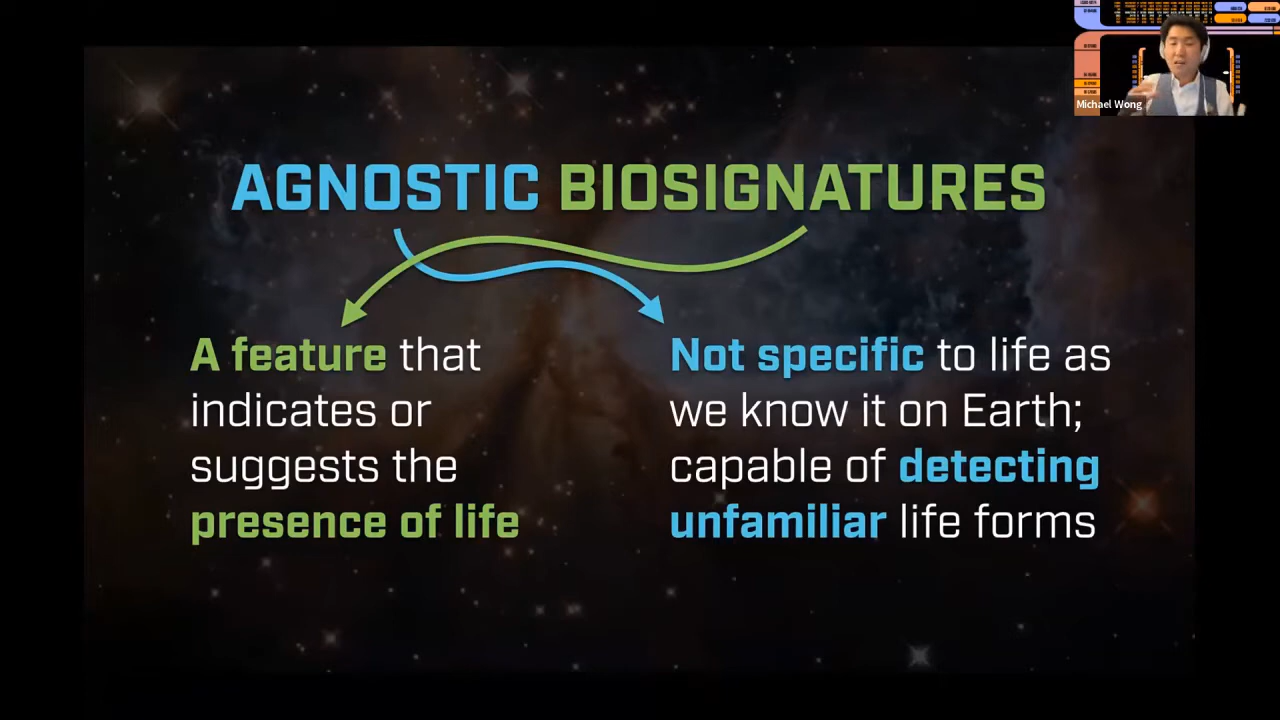 Michael Wong
AGNOSTIC BIOSIGNATURES
A feature that
indicates or
suggests the
presence of life
Not specific to life as
we know it on Earth;
capable of detecting
unfamiliar life forms